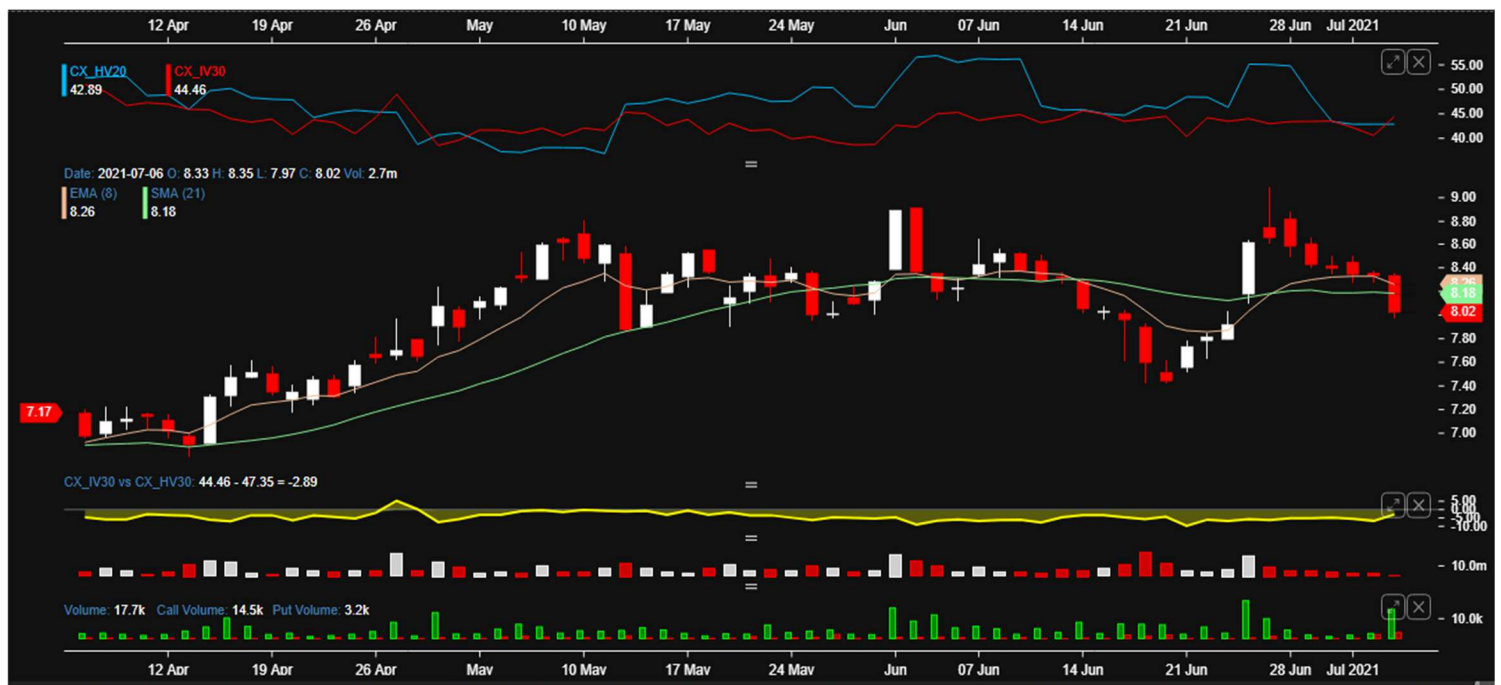 12 Apr 19 Apr 26 Apr May 10 May 17 May 24 May Jun 07 Jun 14 Jun 21 Jun 28 Jun Jul 2021
CX_HV20 CX_IV30
42.89 44.46
55.00
50.00
45.00
40.00
Date: 2021-07-06 O: 8.33 H: 8.35 L: 7.97 C: 8.02 Vol: 2.7m
EMA (8) SMA (21)
8.26 8.18
9.00
8.80
8.60
8.40
8.26
8.18
8.02
7.80
7.60
7.40
7.20
7.17
7.00
CX_IV30 vs CX_HV30: 44.46 - 47.35 = -2.89
5.00
0.00
-5.00
-10.00
10.0m
Volume: 17.7k Call Volume: 14.5k Put Volume: 3.2k
10.0k
12 Apr 19 Apr 26 Apr May 10 May 17 May 24 May Jun 07 Jun 14 Jun 21 Jun 28 Jun Jul 2021